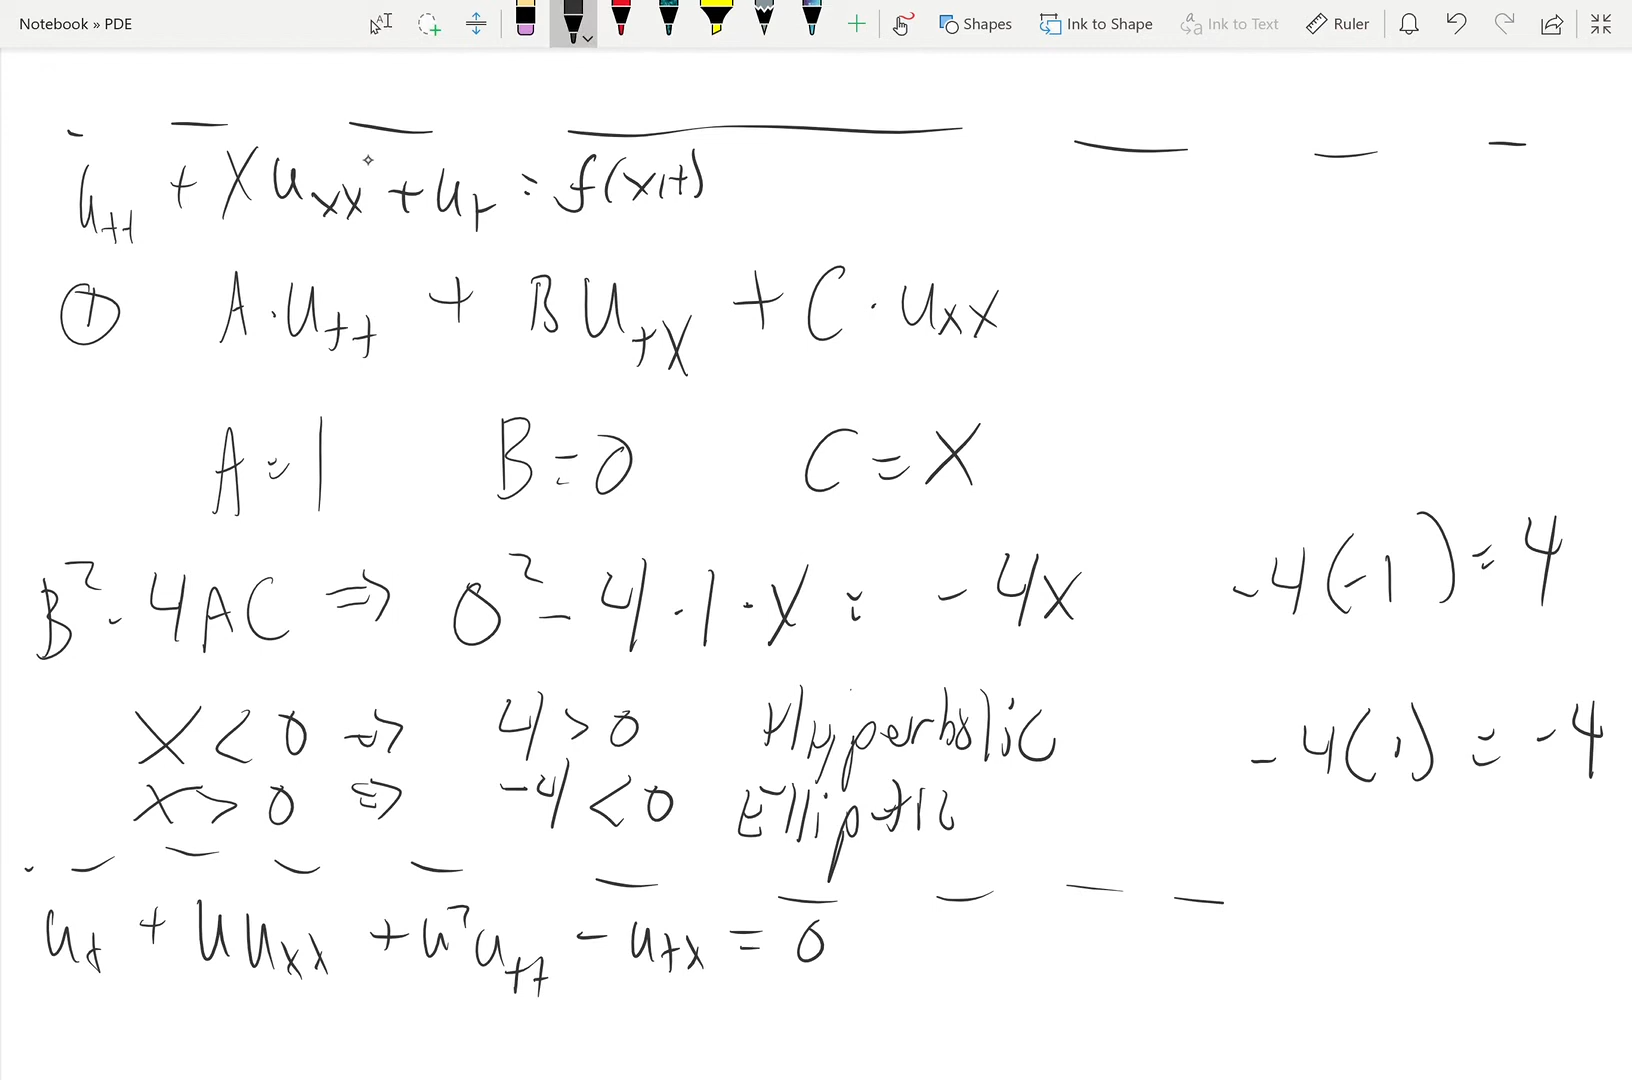 Notebook » PDE
Shapes Ink to Shape Ink to Text Ruler
u_tt + X u_xx + u_t = f(x,t)
① A·u_tt + B u_tx + C·u_xx
A = 1 B = 0 C = X
B² - 4AC ⇒ 0² - 4·1·X = -4x -4(-1) = 4
X < 0 ⇒ 4 > 0 Hyperbolic -4(1) = -4
X > 0 ⇒ -4 < 0 Elliptic
u_t + u u_xx + u² u_tt - u_tx = 0